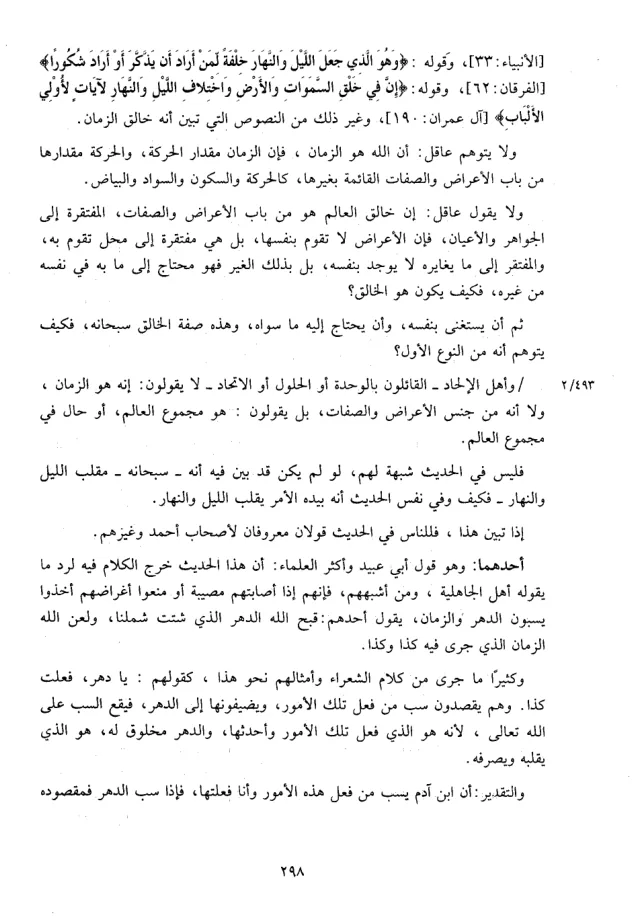 [الأنبياء:٣٣]، وقوله : ﴿وَهُوَ الَّذِي جَعَلَ اللَّيْلَ وَالنَّهَارَ خِلْفَةً لِّمَنْ أَرَادَ أَن يَذَّكَّرَ أَوْ أَرَادَ شُكُورًا﴾
[الفرقان:٦٢]، وقوله: ﴿إِنَّ فِي خَلْقِ السَّمَوَاتِ وَالأَرْضِ وَاخْتِلافِ اللَّيْلِ وَالنَّهَارِ لآيَاتٍ لِّأُوْلِي
الأَلْبَابِ﴾ [آل عمران: ١٩٠]، وغير ذلك من النصوص التي تبين أنه خالق الزمان.
ولا يتوهم عاقل: أن الله هو الزمان ، فإن الزمان مقدار الحركة، والحركة مقدارها
من باب الأعراض والصفات القائمة بغيرها، كالحركة والسكون والسواد والبياض.
ولا يقول عاقل: إن خالق العالم هو من باب الأعراض والصفات، المفتقرة إلى
الجواهر والأعيان، فإن الأعراض لا تقوم بنفسها، بل هي مفتقرة إلى محل تقوم به،
والمفتقر إلى ما يغايره لا يوجد بنفسه، بل بذلك الغير فهو محتاج إلى ما به في نفسه
من غيره، فكيف يكون هو الخالق؟
ثم أن يستغنى بنفسه، وأن يحتاج إليه ما سواه، وهذه صفة الخالق سبحانه، فكيف
يتوهم أنه من النوع الأول؟
٢/٤٩٣ / وأهل الإلحاد ـ القائلون بالوحدة أو الحلول أو الاتحاد ـ لا يقولون: إنه هو الزمان ،
ولا أنه من جنس الأعراض والصفات، بل يقولون : هو مجموع العالم، أو حال في
مجموع العالم.
فليس في الحديث شبهة لهم، لو لم يكن قد بين فيه أنه ـ سبحانه ـ مقلب الليل
والنهار ـ فكيف وفي نفس الحديث أنه بيده الأمر يقلب الليل والنهار.
إذا تبين هذا ، فللناس في الحديث قولان معروفان لأصحاب أحمد وغيرهم.
أحدهما: وهو قول أبي عبيد وأكثر العلماء: أن هذا الحديث خرج الكلام فيه لرد ما
يقوله أهل الجاهلية ، ومن أشبههم، فإنهم إذا أصابتهم مصيبة أو منعوا أغراضهم أخذوا
يسبون الدهر والزمان، يقول أحدهم: قبح الله الدهر الذي شتت شملنا، ولعن الله
الزمان الذي جرى فيه كذا وكذا.
وكثيرًا ما جرى من كلام الشعراء وأمثالهم نحو هذا ، كقولهم : يا دهر، فعلت
كذا. وهم يقصدون سب من فعل تلك الأمور، ويضيفونها إلى الدهر، فيقع السب على
الله تعالى ، لأنه هو الذي فعل تلك الأمور وأحدثها، والدهر مخلوق له، هو الذي
يقلبه ويصرفه.
والتقدير: أن ابن آدم يسب من فعل هذه الأمور وأنا فعلتها، فإذا سب الدهر فمقصوده
٢٩٨